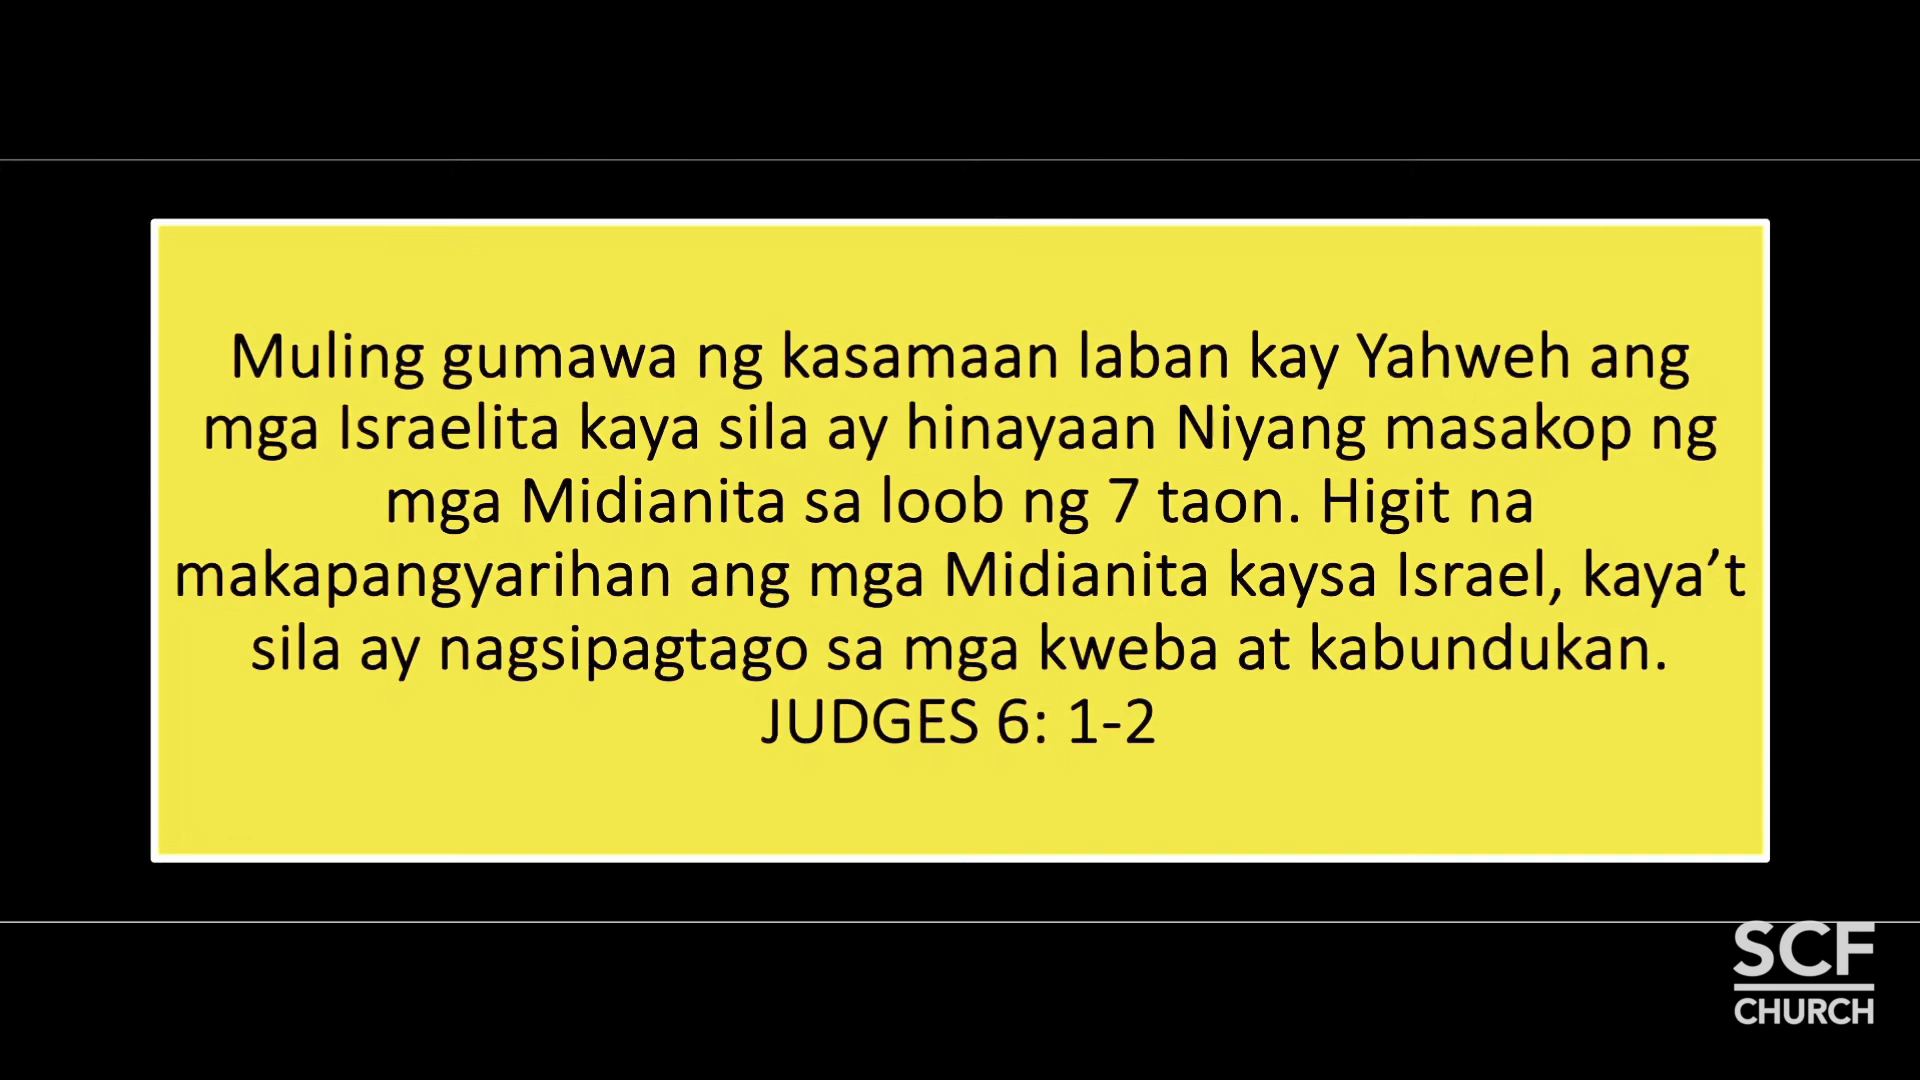 Muling gumawa ng kasamaan laban kay Yahweh ang
mga Israelita kaya sila ay hinayaan Niyang masakop ng
mga Midianita sa loob ng 7 taon. Higit na
makapangyarihan ang mga Midianita kaysa Israel, kaya’t
sila ay nagsipagtago sa mga kweba at kabundukan.
JUDGES 6: 1-2
SCF
CHURCH